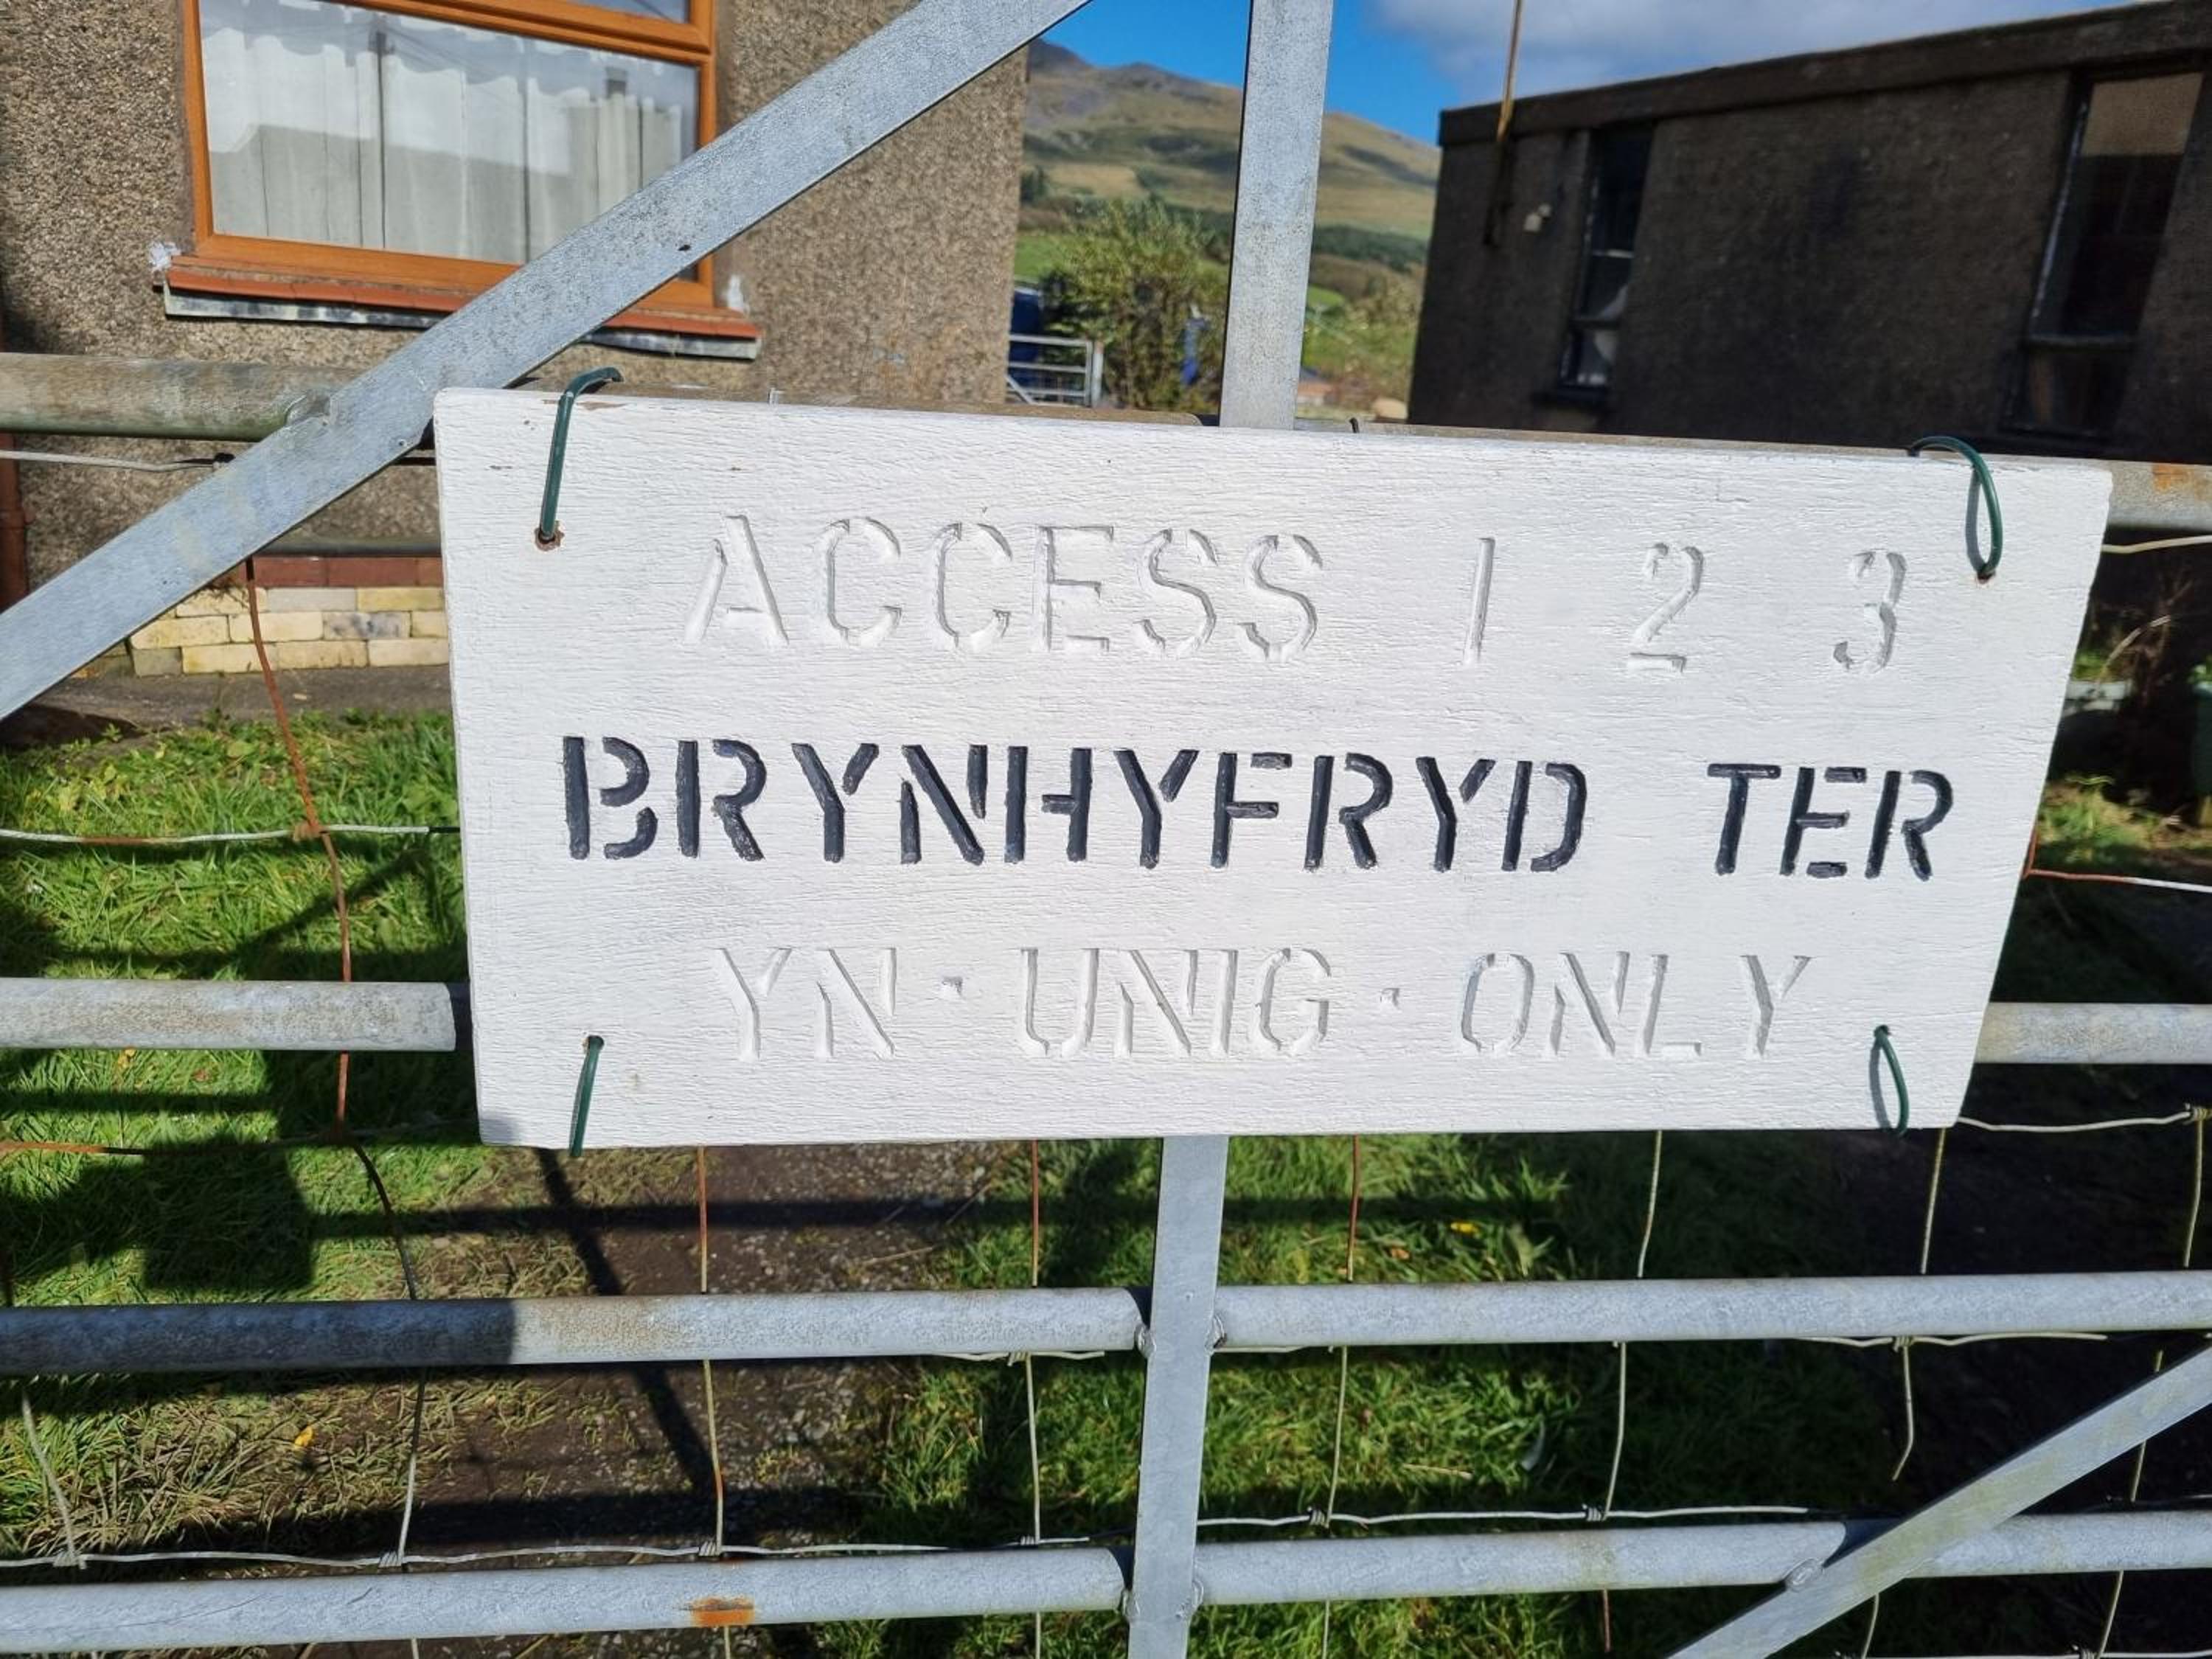 ACCESS 1 2 3
BRYNHYFRYD TER
YN · UNIG · ONLY